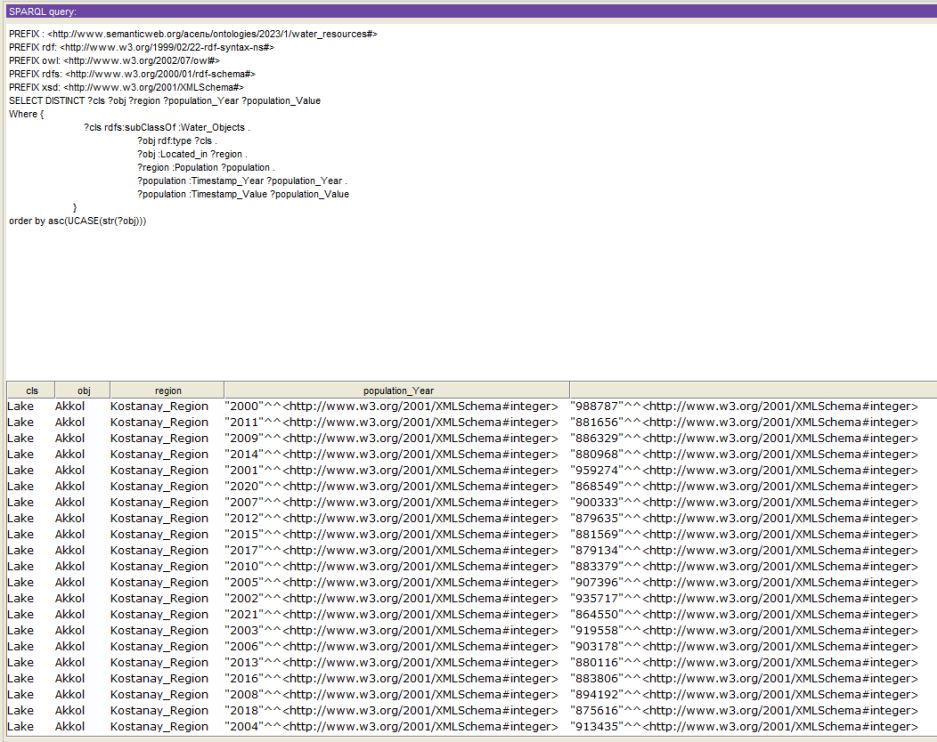 SPARQL query:
PREFIX : <http://www.semanticweb.org/асель/ontologies/2023/1/water_resources#>
PREFIX rdf: <http://www.w3.org/1999/02/22-rdf-syntax-ns#>
PREFIX owl: <http://www.w3.org/2002/07/owl#>
PREFIX rdfs: <http://www.w3.org/2000/01/rdf-schema#>
PREFIX xsd: <http://www.w3.org/2001/XMLSchema#>
SELECT DISTINCT ?cls ?obj ?region ?population_Year ?population_Value
Where {
?cls rdfs:subClassOf :Water_Objects .
?obj rdf:type ?cls .
?obj :Located_in ?region .
?region :Population ?population .
?population :Timestamp_Year ?population_Year .
?population :Timestamp_Value ?population_Value
}
order by asc(UCASE(str(?obj)))
cls obj region population_Year
Lake Akkol Kostanay_Region "2000"^^<http://www.w3.org/2001/XMLSchema#integer> "988787"^^<http://www.w3.org/2001/XMLSchema#integer>
Lake Akkol Kostanay_Region "2011"^^<http://www.w3.org/2001/XMLSchema#integer> "881656"^^<http://www.w3.org/2001/XMLSchema#integer>
Lake Akkol Kostanay_Region "2009"^^<http://www.w3.org/2001/XMLSchema#integer> "886329"^^<http://www.w3.org/2001/XMLSchema#integer>
Lake Akkol Kostanay_Region "2014"^^<http://www.w3.org/2001/XMLSchema#integer> "880968"^^<http://www.w3.org/2001/XMLSchema#integer>
Lake Akkol Kostanay_Region "2001"^^<http://www.w3.org/2001/XMLSchema#integer> "959274"^^<http://www.w3.org/2001/XMLSchema#integer>
Lake Akkol Kostanay_Region "2020"^^<http://www.w3.org/2001/XMLSchema#integer> "868549"^^<http://www.w3.org/2001/XMLSchema#integer>
Lake Akkol Kostanay_Region "2007"^^<http://www.w3.org/2001/XMLSchema#integer> "900333"^^<http://www.w3.org/2001/XMLSchema#integer>
Lake Akkol Kostanay_Region "2012"^^<http://www.w3.org/2001/XMLSchema#integer> "879635"^^<http://www.w3.org/2001/XMLSchema#integer>
Lake Akkol Kostanay_Region "2015"^^<http://www.w3.org/2001/XMLSchema#integer> "881569"^^<http://www.w3.org/2001/XMLSchema#integer>
Lake Akkol Kostanay_Region "2017"^^<http://www.w3.org/2001/XMLSchema#integer> "879134"^^<http://www.w3.org/2001/XMLSchema#integer>
Lake Akkol Kostanay_Region "2010"^^<http://www.w3.org/2001/XMLSchema#integer> "883379"^^<http://www.w3.org/2001/XMLSchema#integer>
Lake Akkol Kostanay_Region "2005"^^<http://www.w3.org/2001/XMLSchema#integer> "907396"^^<http://www.w3.org/2001/XMLSchema#integer>
Lake Akkol Kostanay_Region "2002"^^<http://www.w3.org/2001/XMLSchema#integer> "935717"^^<http://www.w3.org/2001/XMLSchema#integer>
Lake Akkol Kostanay_Region "2021"^^<http://www.w3.org/2001/XMLSchema#integer> "864550"^^<http://www.w3.org/2001/XMLSchema#integer>
Lake Akkol Kostanay_Region "2003"^^<http://www.w3.org/2001/XMLSchema#integer> "919558"^^<http://www.w3.org/2001/XMLSchema#integer>
Lake Akkol Kostanay_Region "2006"^^<http://www.w3.org/2001/XMLSchema#integer> "903178"^^<http://www.w3.org/2001/XMLSchema#integer>
Lake Akkol Kostanay_Region "2013"^^<http://www.w3.org/2001/XMLSchema#integer> "880116"^^<http://www.w3.org/2001/XMLSchema#integer>
Lake Akkol Kostanay_Region "2016"^^<http://www.w3.org/2001/XMLSchema#integer> "883806"^^<http://www.w3.org/2001/XMLSchema#integer>
Lake Akkol Kostanay_Region "2008"^^<http://www.w3.org/2001/XMLSchema#integer> "894192"^^<http://www.w3.org/2001/XMLSchema#integer>
Lake Akkol Kostanay_Region "2018"^^<http://www.w3.org/2001/XMLSchema#integer> "875616"^^<http://www.w3.org/2001/XMLSchema#integer>
Lake Akkol Kostanay_Region "2004"^^<http://www.w3.org/2001/XMLSchema#integer> "913435"^^<http://www.w3.org/2001/XMLSchema#integer>